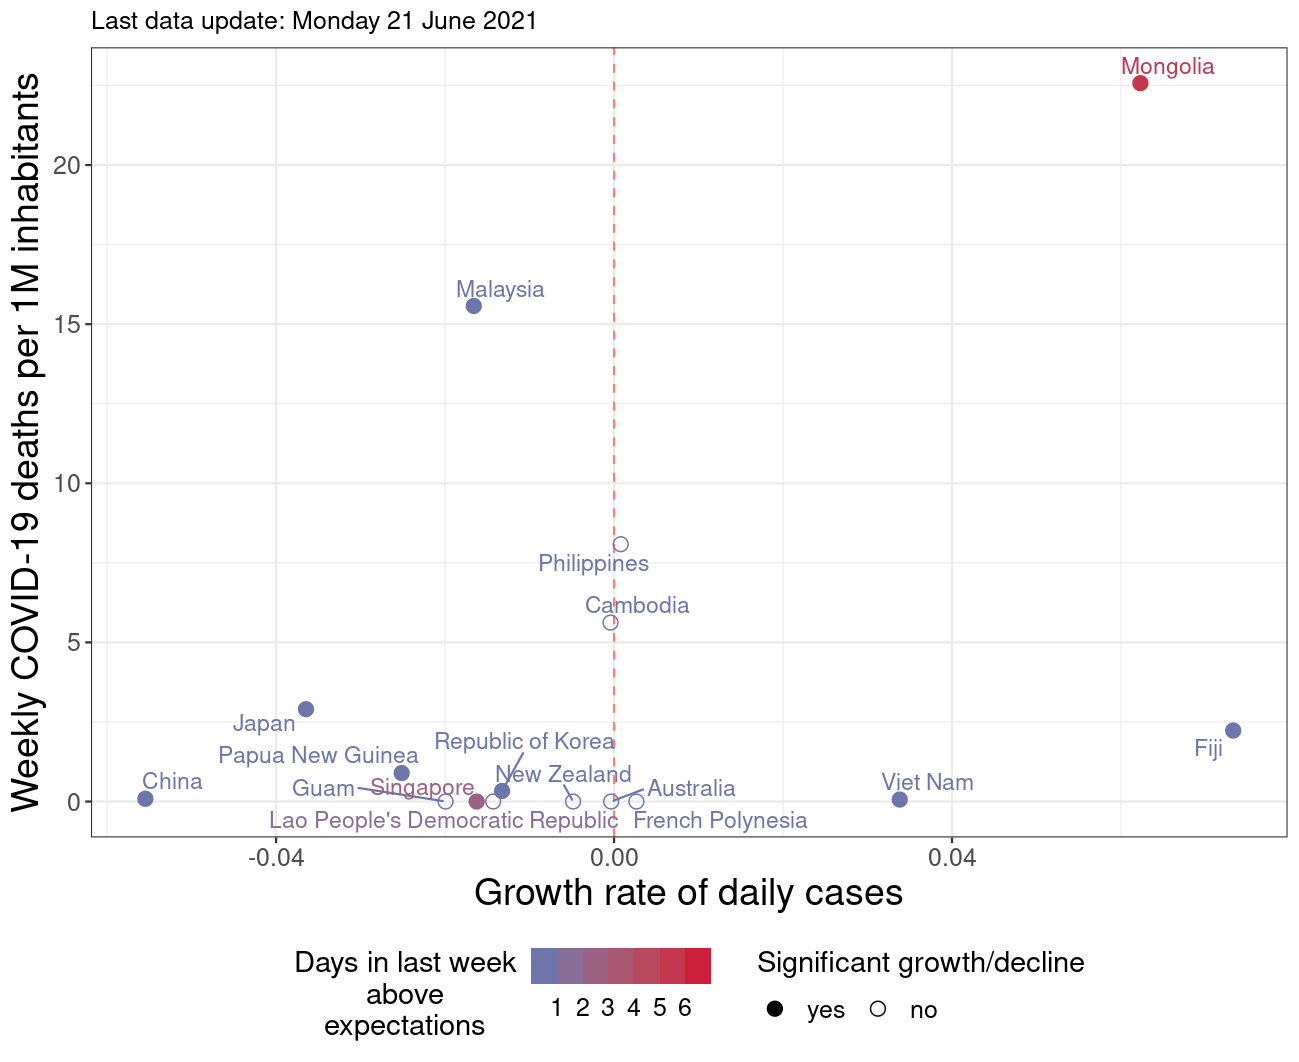 Last data update: Monday 21 June 2021
Weekly COVID-19 deaths per 1M inhabitants
20
15
10
5
0
Mongolia
Malaysia
Philippines
Cambodia
Japan
Republic of Korea
Fiji
Papua New Guinea
New Zealand
China
Viet Nam
Guam
Singapore
Australia
Lao People's Democratic Republic
French Polynesia
-0.04
0.00
0.04
Growth rate of daily cases
Days in last week
above
expectations
1 2 3 4 5 6
Significant growth/decline
yes
no